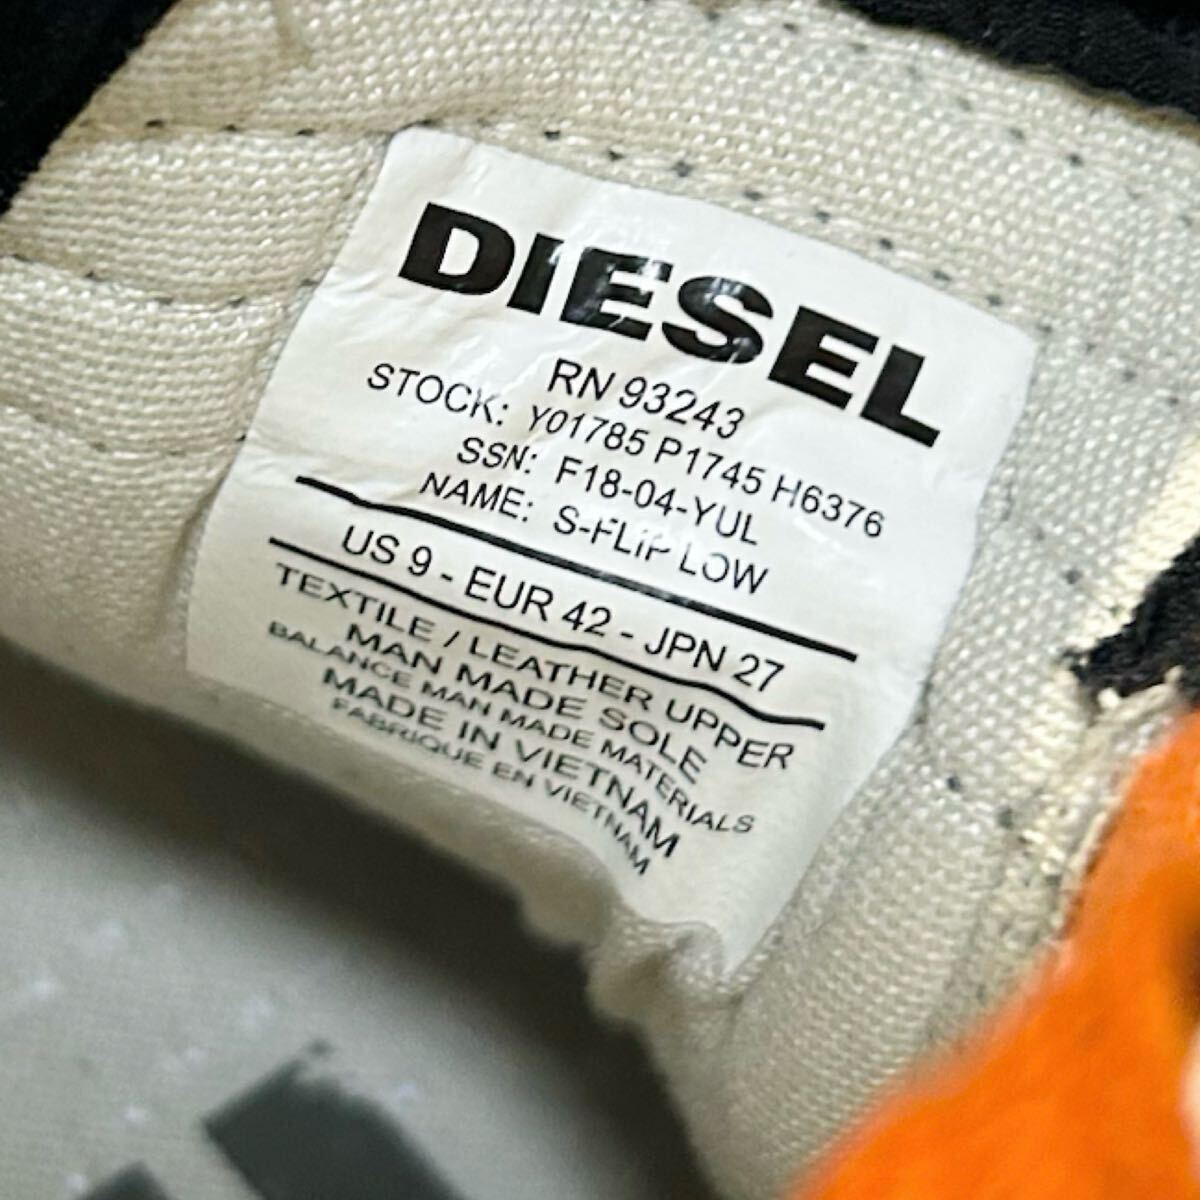 DIESEL
RN 93243
STOCK: Y01785 P1745 H6376
SSN: F18-04-YUL
NAME: S-FLIP LOW
US 9 - EUR 42 - JPN 27
TEXTILE / LEATHER UPPER
MAN MADE SOLE
BALANCE MAN MADE MATERIALS
MADE IN VIETNAM
FABRIQUE EN VIETNAM